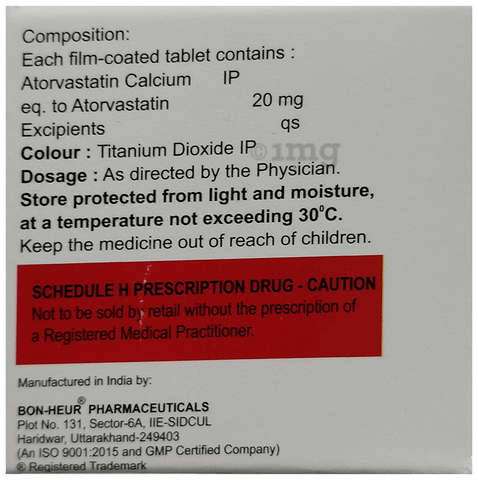 Composition:
Each film-coated tablet contains :
Atorvastatin Calcium IP
eq. to Atorvastatin 20 mg
Excipients qs
Colour : Titanium Dioxide IP
1mg
Dosage : As directed by the Physician.
Store protected from light and moisture,
at a temperature not exceeding 30⁰C.
Keep the medicine out of reach of children.
SCHEDULE H PRESCRIPTION DRUG - CAUTION
Not to be sold by retail without the prescription of
a Registered Medical Practitioner.
Manufactured in India by:
BON-HEUR® PHARMACEUTICALS
Plot No. 131, Sector-6A, IIE-SIDCUL
Haridwar, Uttarakhand-249403
(An ISO 9001:2015 and GMP Certified Company)
® Registered Trademark